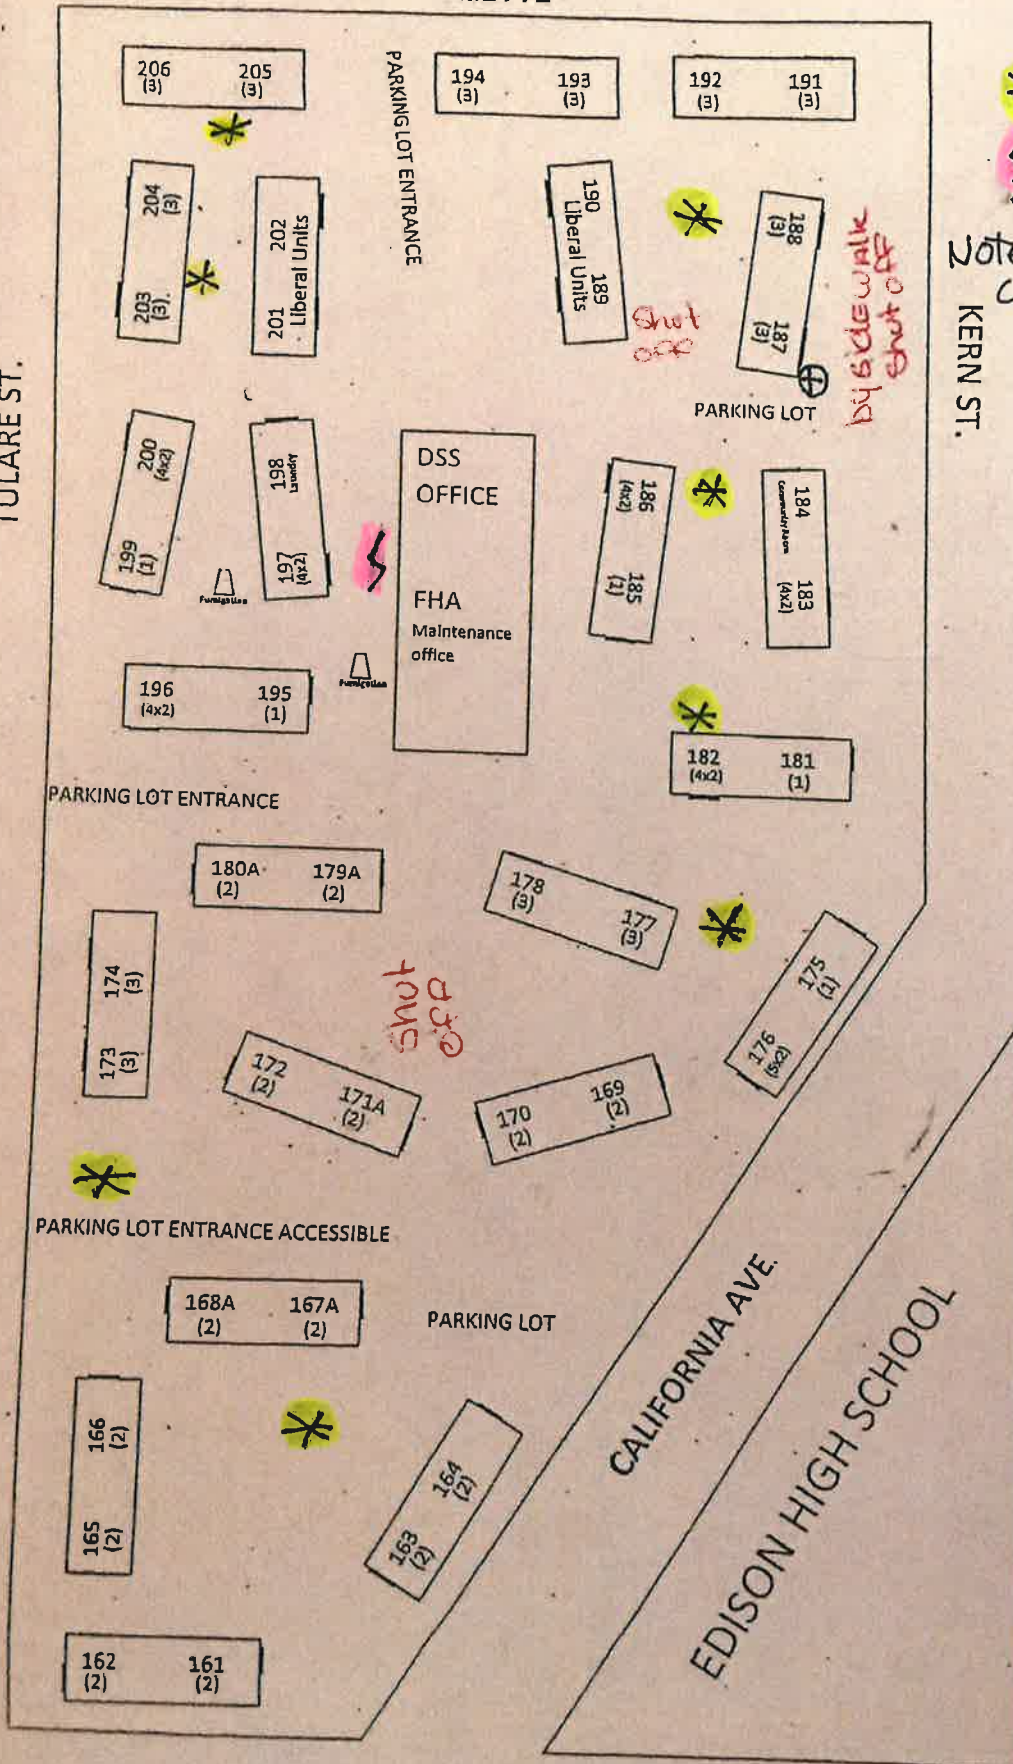 206 205
(3) (3)
PARKING LOT ENTRANCE
194 193
(3) (3)
192 191
(3) (3)
204
(3)
203
(3).
202
201
Liberal Units
190
Liberal Units
189
188
(3)
187
(3)
Shut
off
by sidewalk
shut off
KERN ST.
TULARE ST.
PARKING LOT
200
(4x2)
199
(1)
198
Laundry
197
(4x2)
Fumigation
DSS
OFFICE
FHA
Maintenance
office
186
(4x2)
185
(1)
184
Community Room
183
(4x2)
Fumigation
196 195
(4x2) (1)
182 181
(4x2) (1)
PARKING LOT ENTRANCE
180A 179A
(2) (2)
178
(3)
177
(3)
174
(3)
173
(3)
shut
off
175
(1)
176
(5x2)
172
(2)
171A
(2)
170
(2)
169
(2)
PARKING LOT ENTRANCE ACCESSIBLE
168A 167A
(2) (2)
PARKING LOT
CALIFORNIA AVE.
EDISON HIGH SCHOOL
166
(2)
165
(2)
164
(2)
163
(2)
162 161
(2) (2)